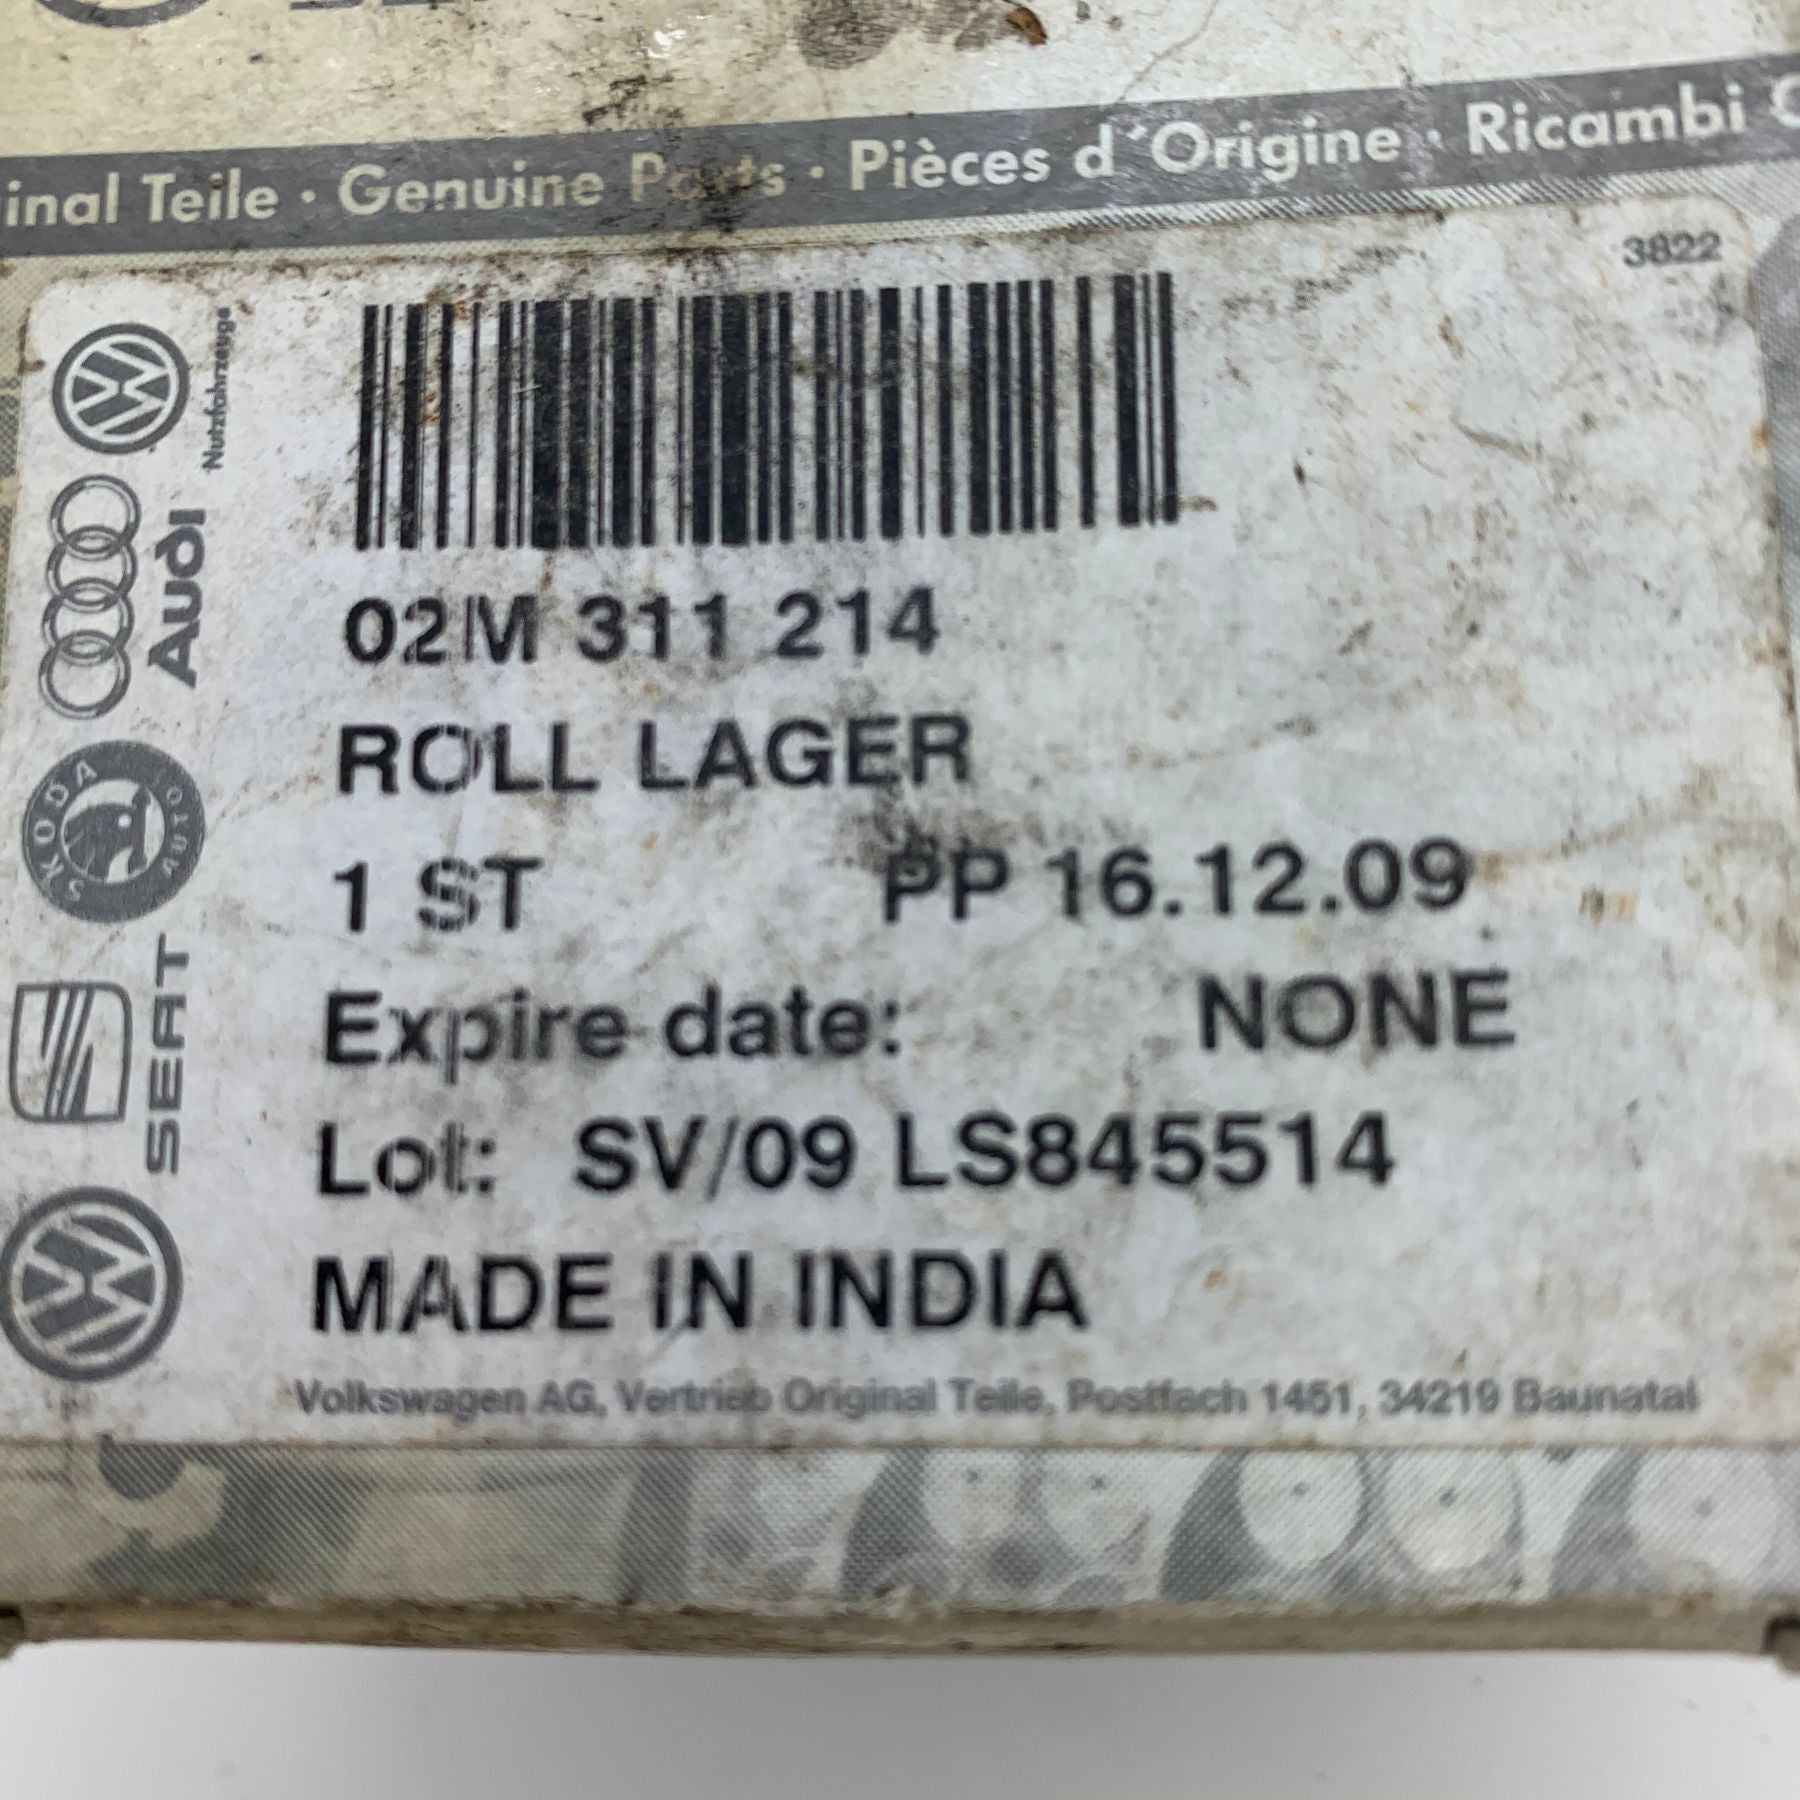 inal Teile · Genuine Parts · Pièces d'Origine · Ricambi
3822
Nutzfahrzeuge
Audi
SKODA AUTO
SEAT
02M 311 214
ROLL LAGER
1 ST PP 16.12.09
Expire date: NONE
Lot: SV/09 LS845514
MADE IN INDIA
Volkswagen AG, Vertrieb Original Teile, Postfach 1451, 34219 Baunatal